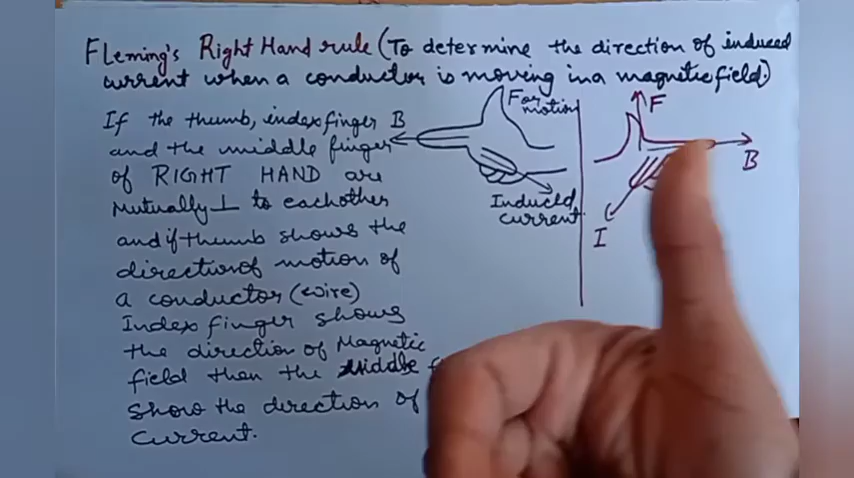 Fleming's Right Hand rule (To determine the direction of induced
current when a conductor is moving in a magnetic field.)
If the thumb, index finger
and the middle finger
of RIGHT HAND are
mutually ⊥ to each other
and if thumb shows the
direction of motion of
a conductor (wire)
Index finger shows
the direction of Magnetic
field then the middle f
show the direction of
current.
B
F or
motion
Induced
current.
F
B
I